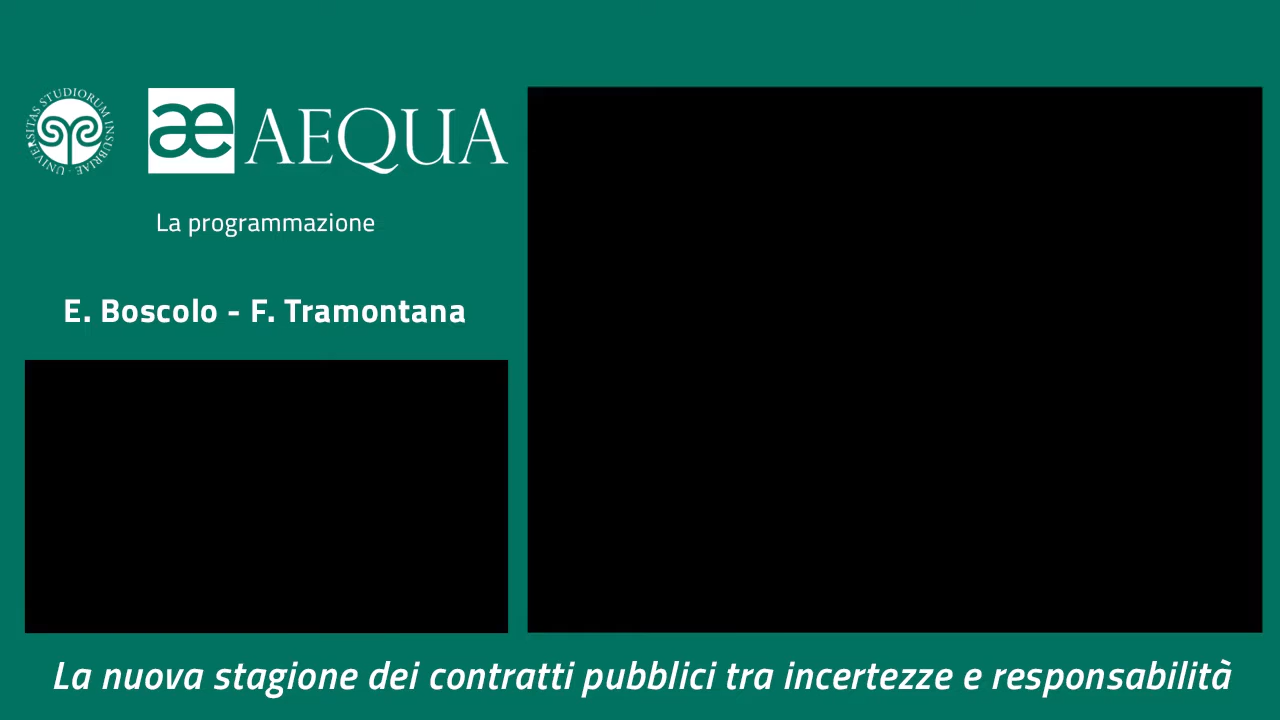 UNIVERSITAS STUDIORUM INSUBRIAE
æ AEQUA
La programmazione
E. Boscolo - F. Tramontana
La nuova stagione dei contratti pubblici tra incertezze e responsabilità